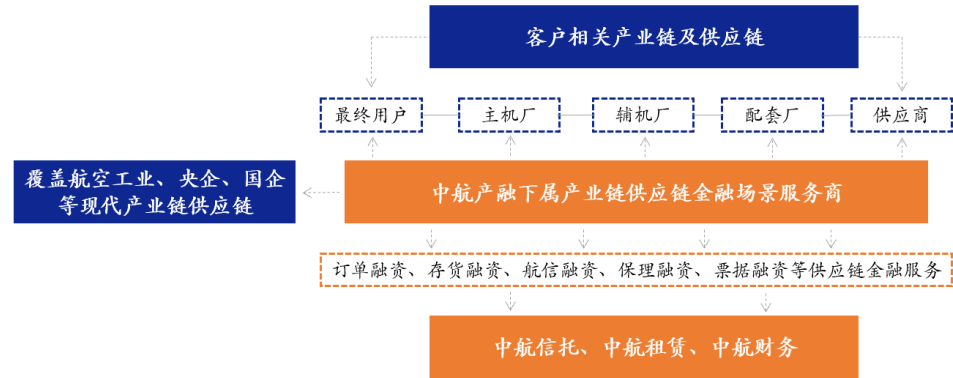 客户相关产业链及供应链
最终用户
主机厂
辅机厂
配套厂
供应商
覆盖航空工业、央企、国企
等现代产业链供应链
中航产融下属产业链供应链金融场景服务商
订单融资、存货融资、航信融资、保理融资、票据融资等供应链金融服务
中航信托、中航租赁、中航财务